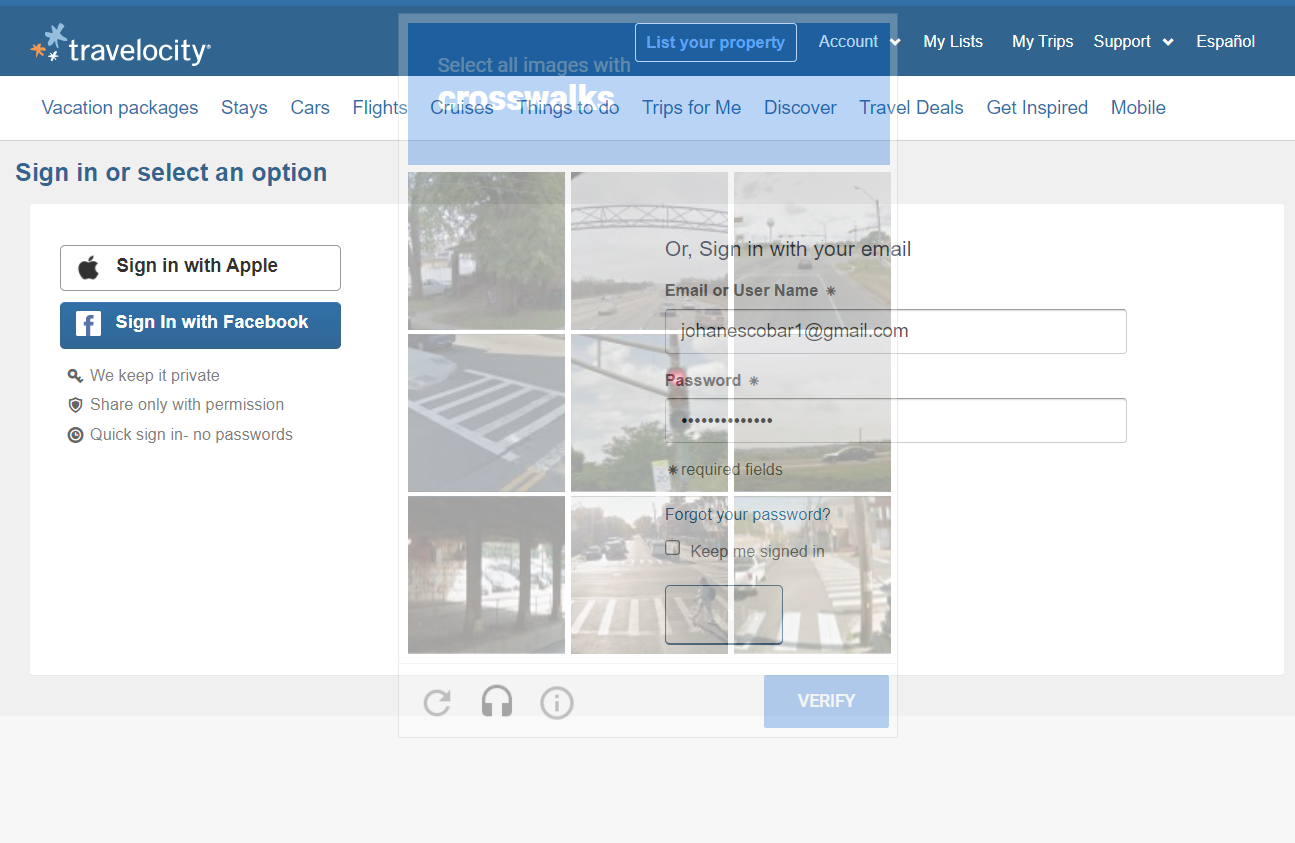 travelocity
List your property
Account
My Lists
My Trips
Support
Español
Select all images with
crosswalks
Vacation packages
Stays
Cars
Flights
Cruises
Things to do
Trips for Me
Discover
Travel Deals
Get Inspired
Mobile
Sign in or select an option
Sign in with Apple
Sign In with Facebook
We keep it private
Share only with permission
Quick sign in- no passwords
Or, Sign in with your email
Email or User Name *
johanescobar1@gmail.com
Password *
••••••••••••••
* required fields
Forgot your password?
Keep me signed in
VERIFY